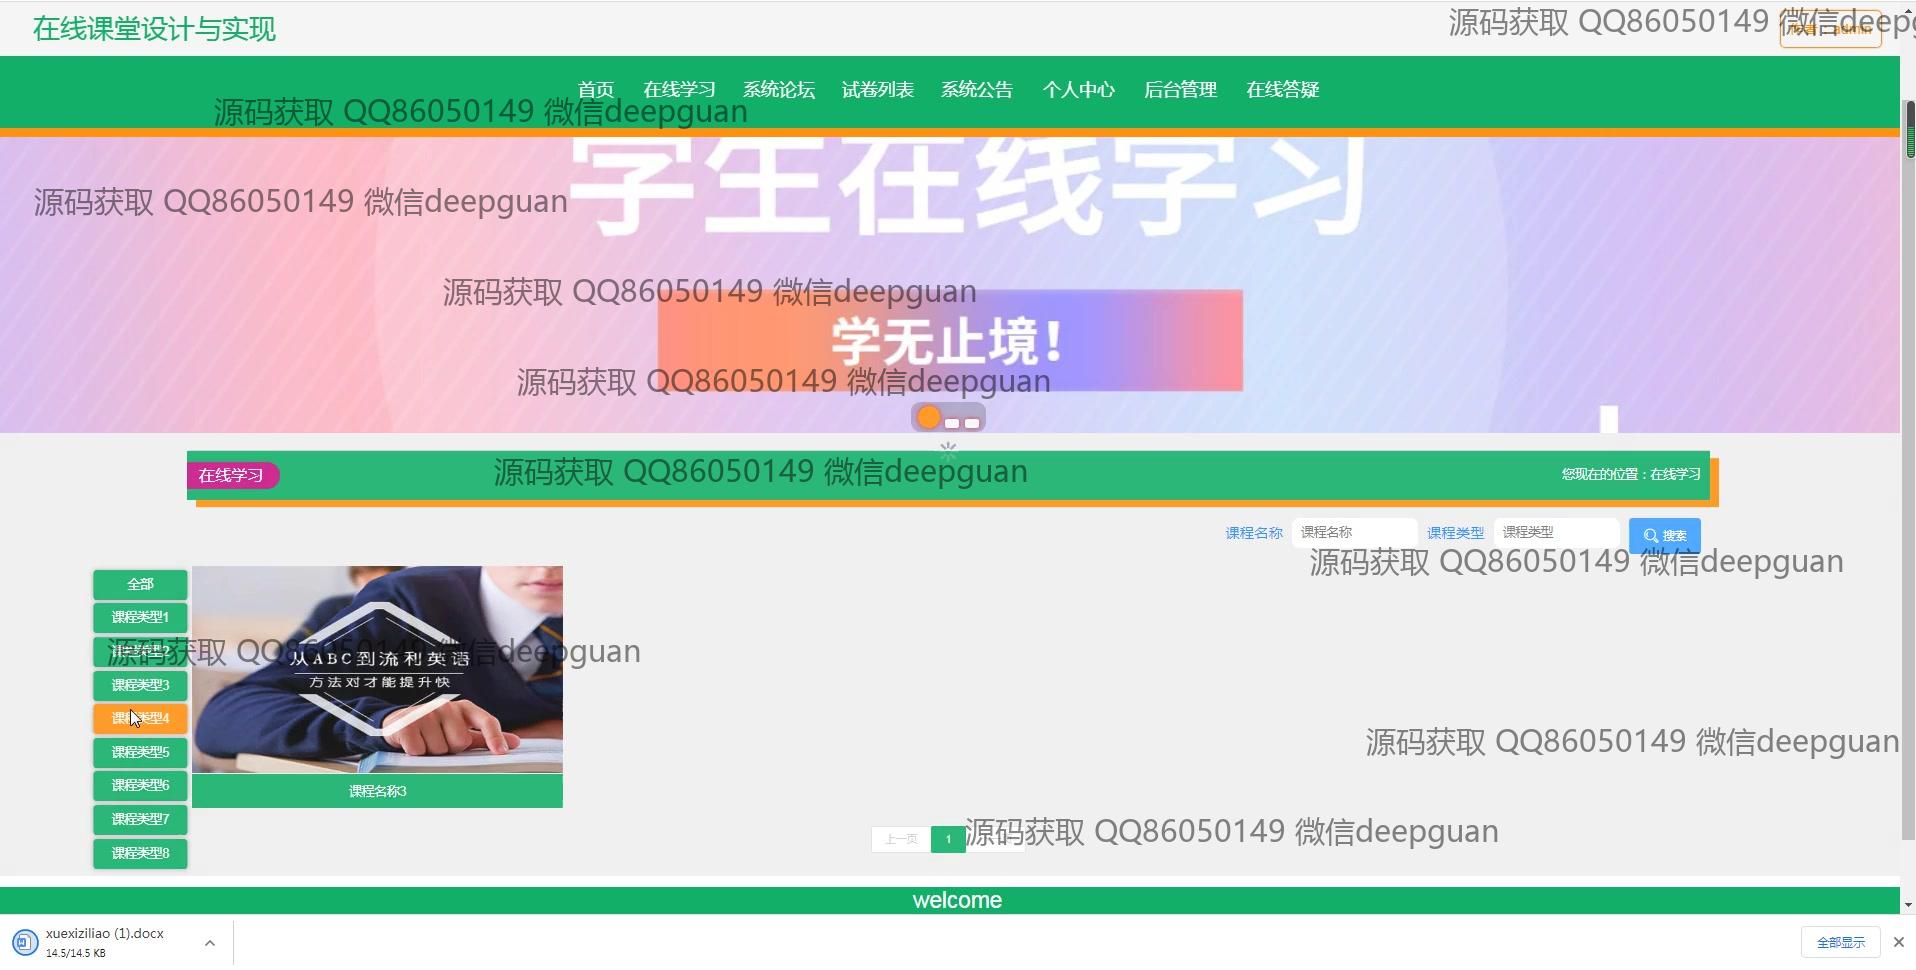 在线课堂设计与实现
源码获取 QQ86050149 微信deepg
首页 在线学习 系统论坛 试卷列表 系统公告 个人中心 后台管理 在线答疑
源码获取 QQ86050149 微信deepguan
学生在线学习
源码获取 QQ86050149 微信deepguan
源码获取 QQ86050149 微信deepguan
学无止境!
源码获取 QQ86050149 微信deepguan
在线学习
源码获取 QQ86050149 微信deepguan
您现在的位置：在线学习
课程名称 课程名称 课程类型 课程类型 搜索
源码获取 QQ86050149 微信deepguan
全部
课程类型1
课程类型2
源码获取 QQ86050149 微信deepguan
从ABC到流利英语
方法对才能提升快
课程类型3
课程类型4
源码获取 QQ86050149 微信deepguan
课程类型5
课程类型6
课程名称3
课程类型7
上一页 1
源码获取 QQ86050149 微信deepguan
课程类型8
welcome
xuexiziliao (1).docx
14.5/14.5 KB
全部显示